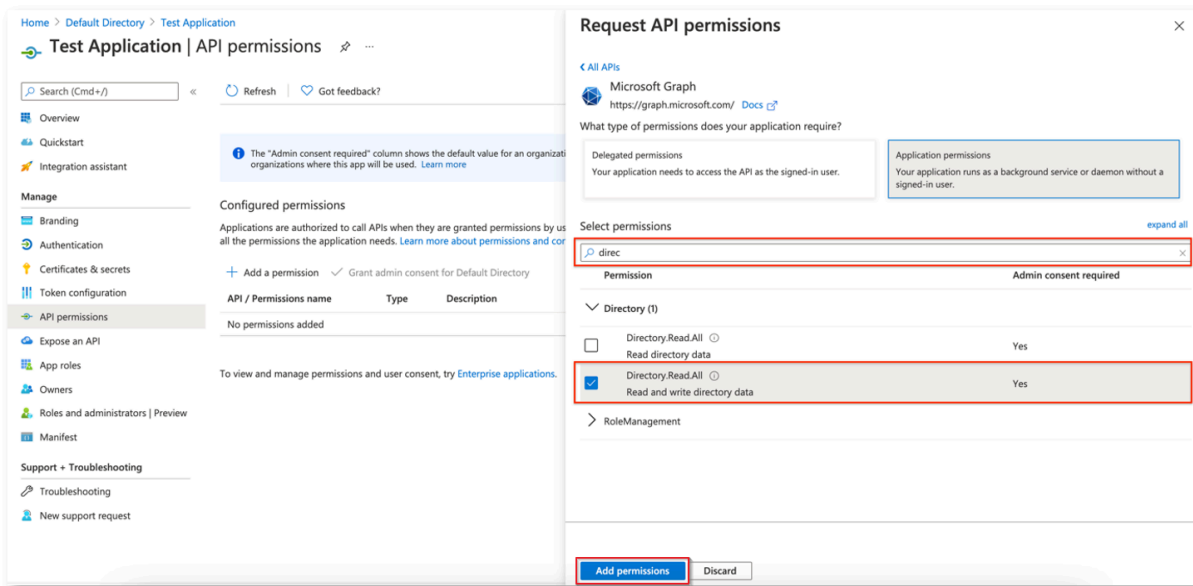 Home > Default Directory > Test Application
Test Application | API permissions
Search (Cmd+/)
Overview
Quickstart
Integration assistant
Manage
Branding
Authentication
Certificates & secrets
Token configuration
API permissions
Expose an API
App roles
Owners
Roles and administrators | Preview
Manifest
Support + Troubleshooting
Troubleshooting
New support request
Refresh
Got feedback?
The "Admin consent required" column shows the default value for an organizati
organizations where this app will be used. Learn more
Configured permissions
Applications are authorized to call APIs when they are granted permissions by us
all the permissions the application needs. Learn more about permissions and cor
Add a permission
Grant admin consent for Default Directory
API / Permissions name Type Description
No permissions added
To view and manage permissions and user consent, try Enterprise applications.
Request API permissions
All APIs
Microsoft Graph
https://graph.microsoft.com/ Docs
What type of permissions does your application require?
Delegated permissions
Your application needs to access the API as the signed-in user.
Application permissions
Your application runs as a background service or daemon without a
signed-in user.
Select permissions
expand all
direc
Permission Admin consent required
Directory (1)
Directory.Read.All
Read directory data
Yes
Directory.Read.All
Read and write directory data
Yes
RoleManagement
Add permissions
Discard